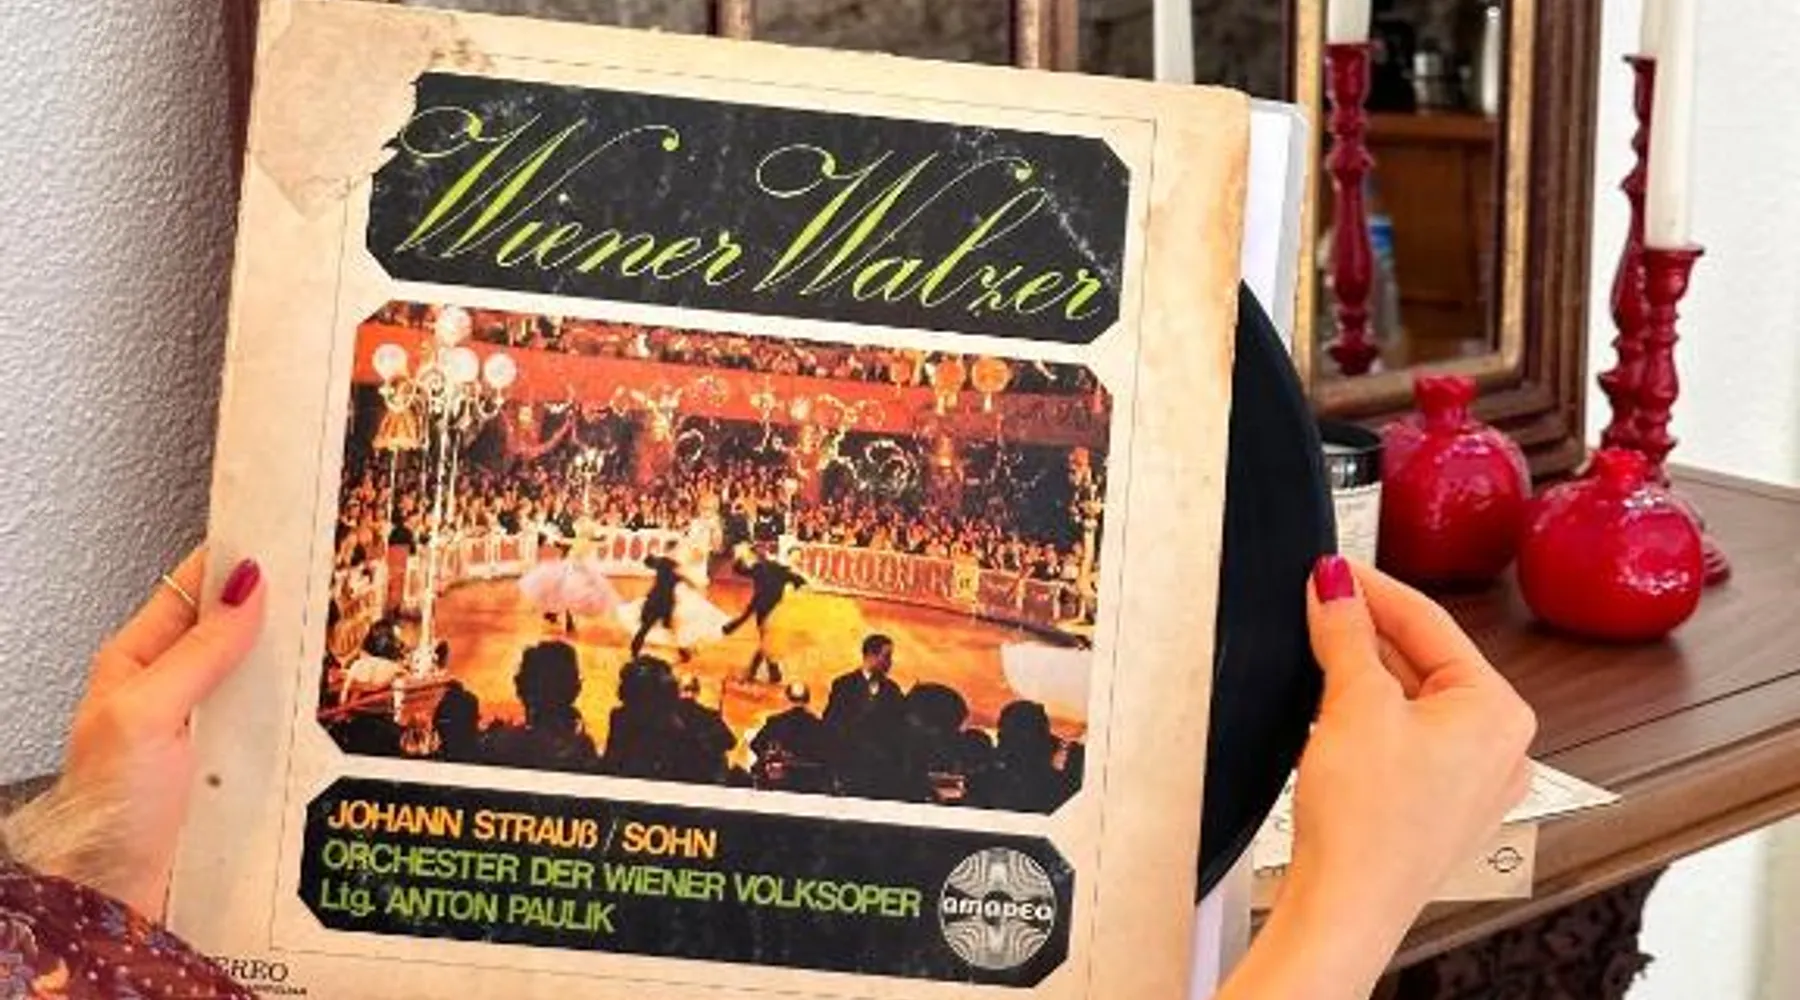 Wiener Walzer
JOHANN STRAUß / SOHN
ORCHESTER DER WIENER VOLKSOPER
Ltg. ANTON PAULIK
amadeo